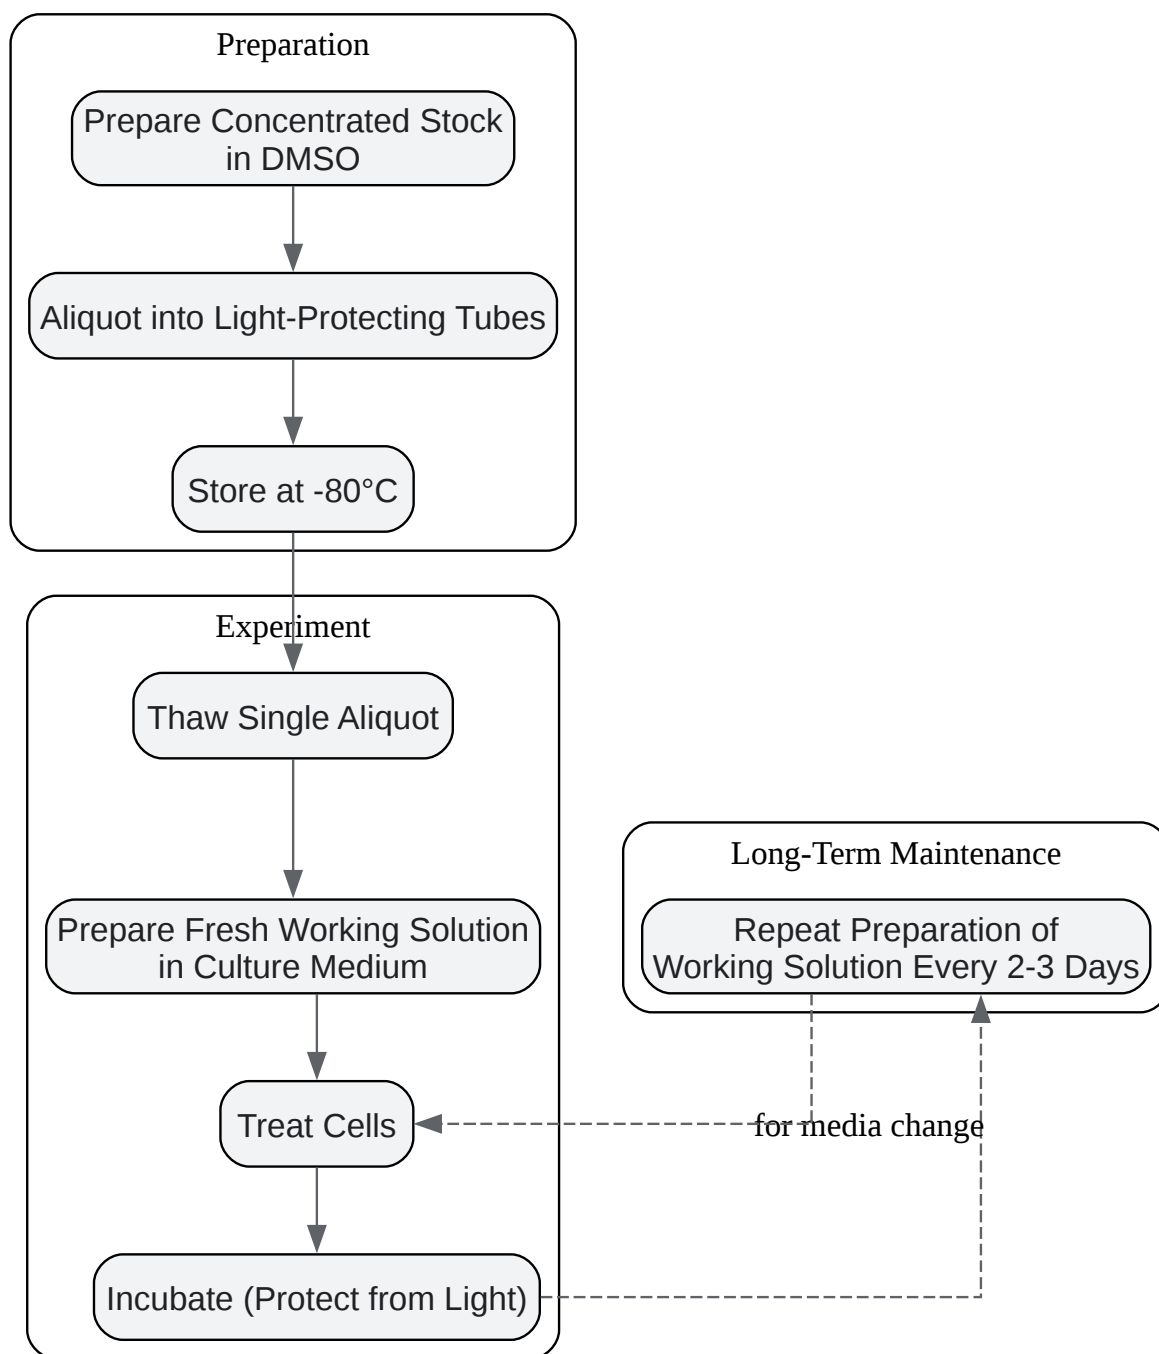 Preparation
Prepare Concentrated Stock
in DMSO
Aliquot into Light-Protecting Tubes
Store at -80°C
Experiment
Thaw Single Aliquot
Prepare Fresh Working Solution
in Culture Medium
Long-Term Maintenance
Repeat Preparation of
Working Solution Every 2-3 Days
Treat Cells
for media change
Incubate (Protect from Light)